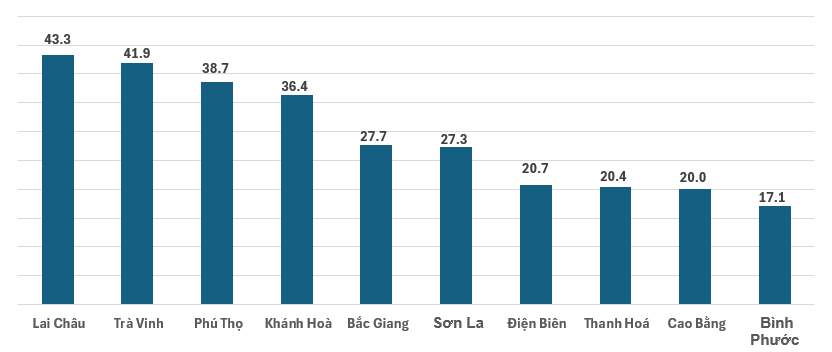 43.3
41.9
38.7
36.4
27.7
27.3
20.7
20.4
20.0
17.1
Lai Châu
Trà Vinh
Phú Thọ
Khánh Hoà
Bắc Giang
Sơn La
Điện Biên
Thanh Hoá
Cao Bằng
Bình
Phước